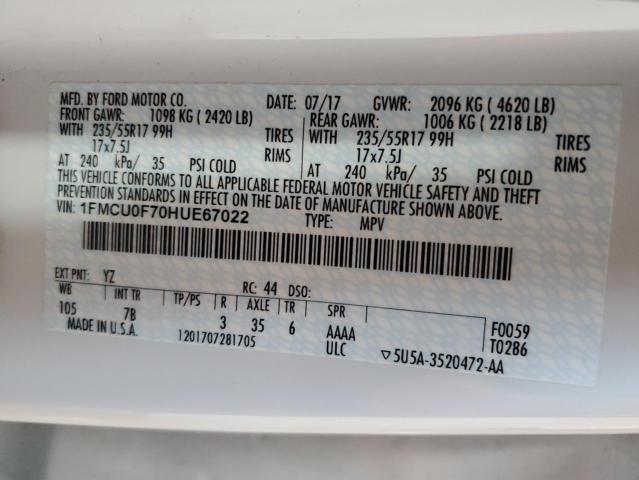 MFD. BY FORD MOTOR CO. DATE: 07/17 GVWR: 2096 KG ( 4620 LB)
FRONT GAWR: 1098 KG ( 2420 LB) REAR GAWR: 1006 KG ( 2218 LB)
WITH 235/55R17 99H TIRES WITH 235/55R17 99H TIRES
17x7.5J RIMS 17x7.5J RIMS
AT 240 kPa/ 35 PSI COLD AT 240 kPa/ 35 PSI COLD
THIS VEHICLE CONFORMS TO ALL APPLICABLE FEDERAL MOTOR VEHICLE SAFETY AND THEFT
PREVENTION STANDARDS IN EFFECT ON THE DATE OF MANUFACTURE SHOWN ABOVE.
VIN: 1FMCU0F70HUE67022 TYPE: MPV
EXT PNT: YZ RC: 44 DSO:
WB INT TR TP/PS R AXLE TR SPR
105 7B 3 35 6 AAAA F0059
MADE IN U.S.A. 1201707281705 ULC T0286
▽5U5A-3520472-AA